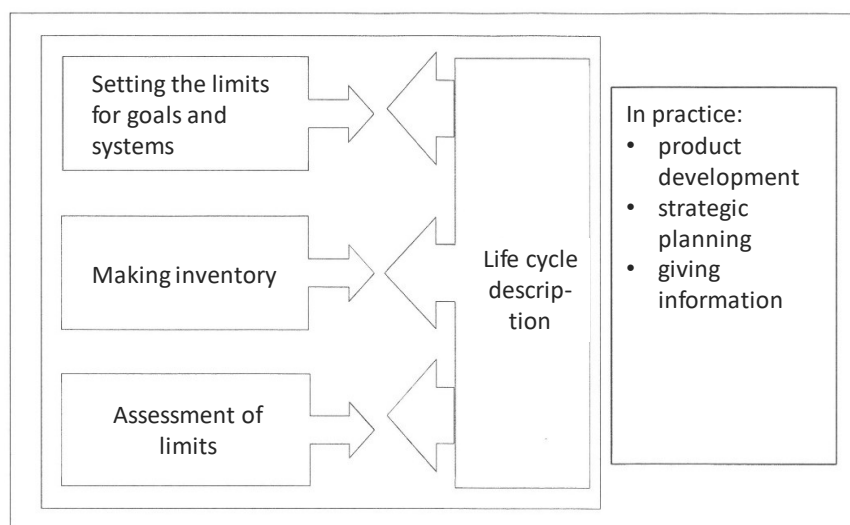 Setting the limits
for goals and
systems
Making inventory
Assessment of
limits
Life cycle
descrip-
tion
In practice:
• product
development
• strategic
planning
• giving
information